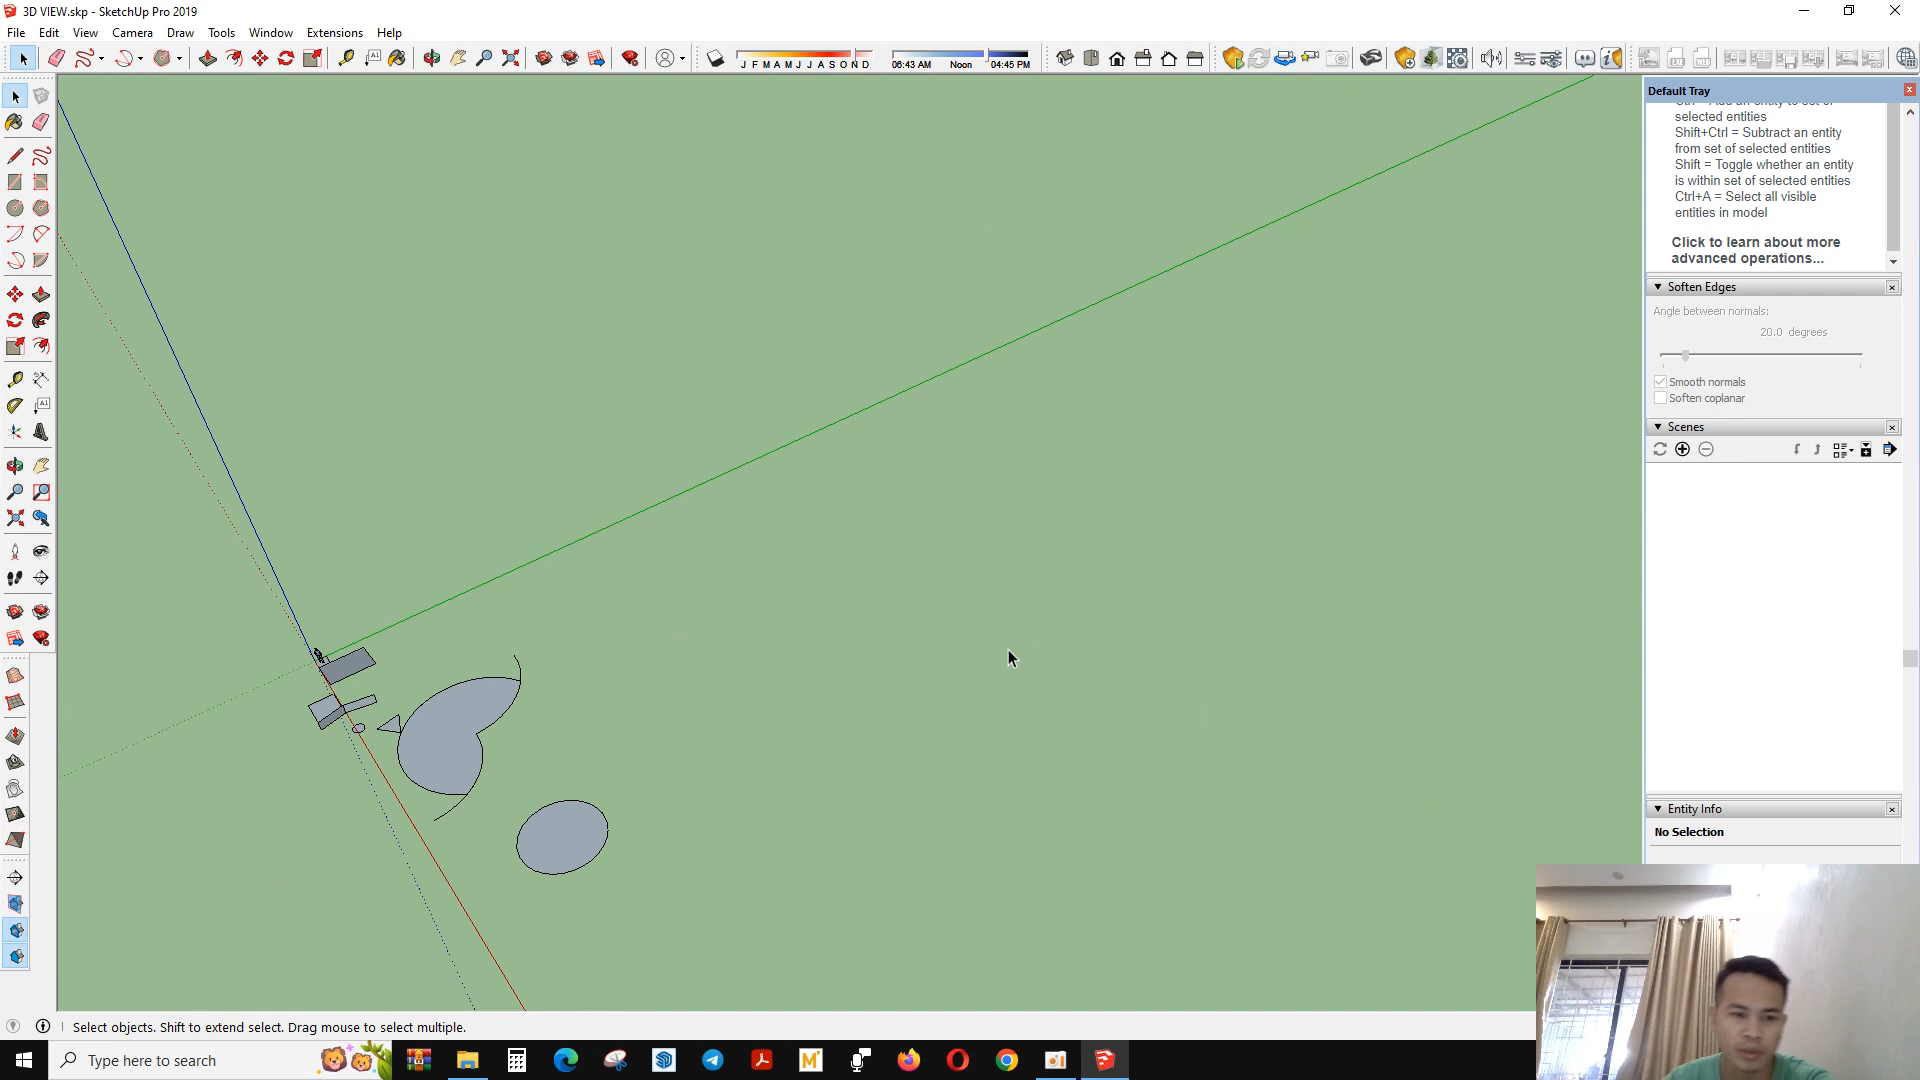 3D VIEW.skp - SketchUp Pro 2019
File Edit View Camera Draw Tools Window Extensions Help
J F M A M J J A S O N D
06:43 AM Noon 04:45 PM
Default Tray
selected entities
Shift+Ctrl = Subtract an entity
from set of selected entities
Shift = Toggle whether an entity
is within set of selected entities
Ctrl+A = Select all visible
entities in model
Click to learn about more
advanced operations...
Soften Edges
Angle between normals:
20.0 degrees
Smooth normals
Soften coplanar
Scenes
Entity Info
No Selection
Select objects. Shift to extend select. Drag mouse to select multiple.
Type here to search